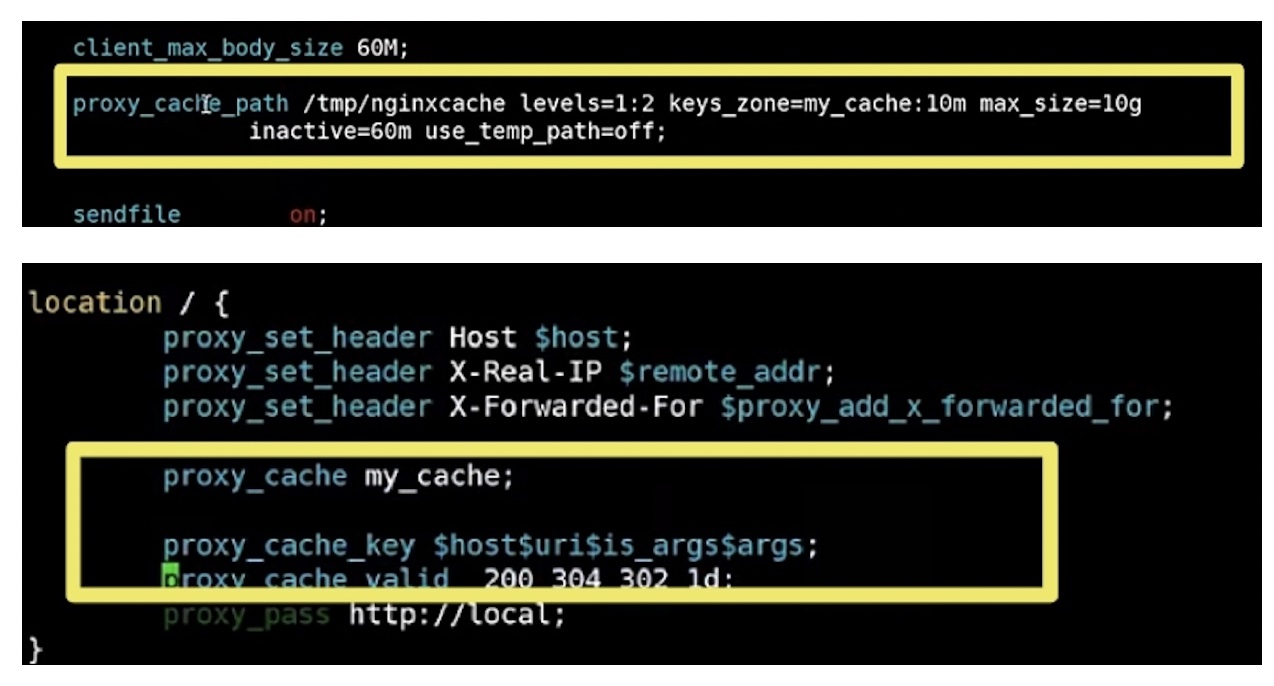 client_max_body_size 60M;
proxy_cache_path /tmp/nginxcache levels=1:2 keys_zone=my_cache:10m max_size=10g
inactive=60m use_temp_path=off;
sendfile on;
location / {
proxy_set_header Host $host;
proxy_set_header X-Real-IP $remote_addr;
proxy_set_header X-Forwarded-For $proxy_add_x_forwarded_for;
proxy_cache my_cache;
proxy_cache_key $host$uri$is_args$args;
proxy_cache_valid 200 304 302 1d;
proxy_pass http://local;
}